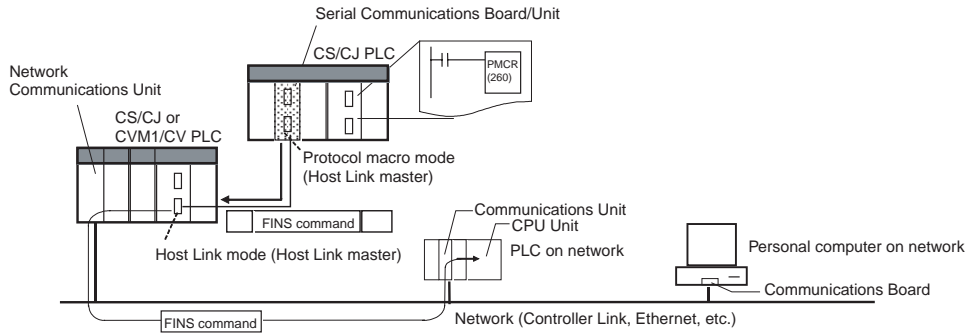 Serial Communications Board/Unit
CS/CJ PLC
PMCR
(260)
Network
Communications Unit
CS/CJ or
CVM1/CV PLC
Protocol macro mode
(Host Link master)
FINS command
Host Link mode (Host Link master)
Communications Unit
CPU Unit
PLC on network
Personal computer on network
Communications Board
FINS command
Network (Controller Link, Ethernet, etc.)